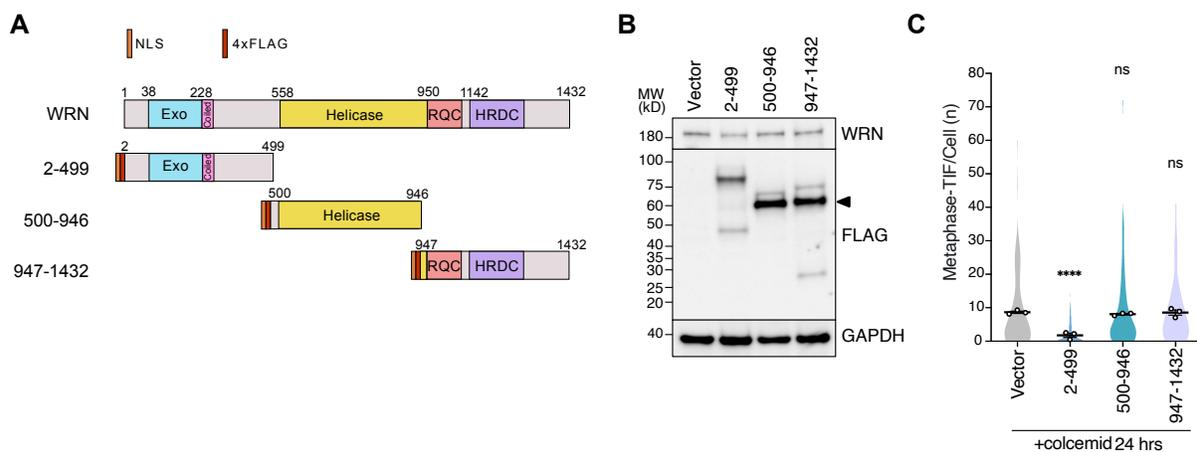 A
NLS
4xFLAG
1 38 228 558 950 1142 1432
WRN
Exo
Coiled
Helicase
RQC
HRDC
2 499
2-499
Exo
Coiled
500 946
500-946
Helicase
947 1432
947-1432
RQC
HRDC
B
Vector
2-499
500-946
947-1432
MW
(kD)
180
WRN
100
75
60
50
40
35
30
25
20
FLAG
40
GAPDH
C
Metaphase-TIF/Cell (n)
80
70
60
50
40
30
20
10
0
ns
ns
****
Vector
2-499
500-946
947-1432
+colcemid 24 hrs